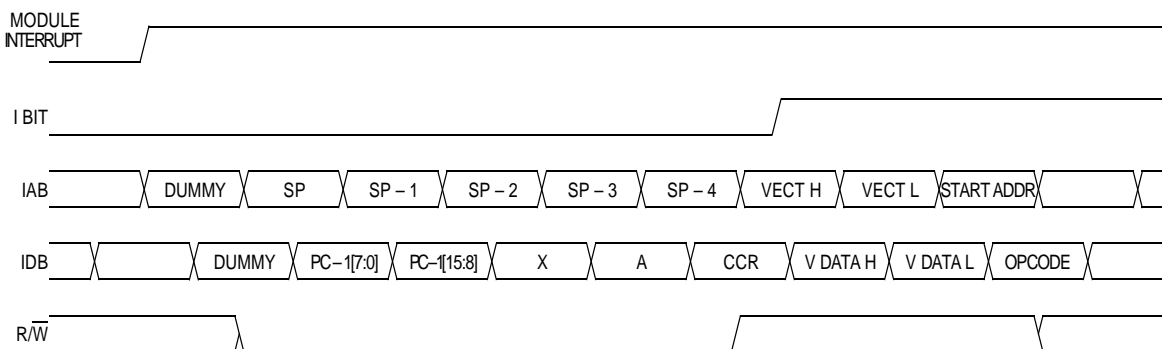 MODULE
INTERRUPT
I BIT
IAB DUMMY SP SP – 1 SP – 2 SP – 3 SP – 4 VECT H VECT L START ADDR
IDB DUMMY PC – 1[7:0] PC–1[15:8] X A CCR V DATA H V DATA L OPCODE
R/W̅